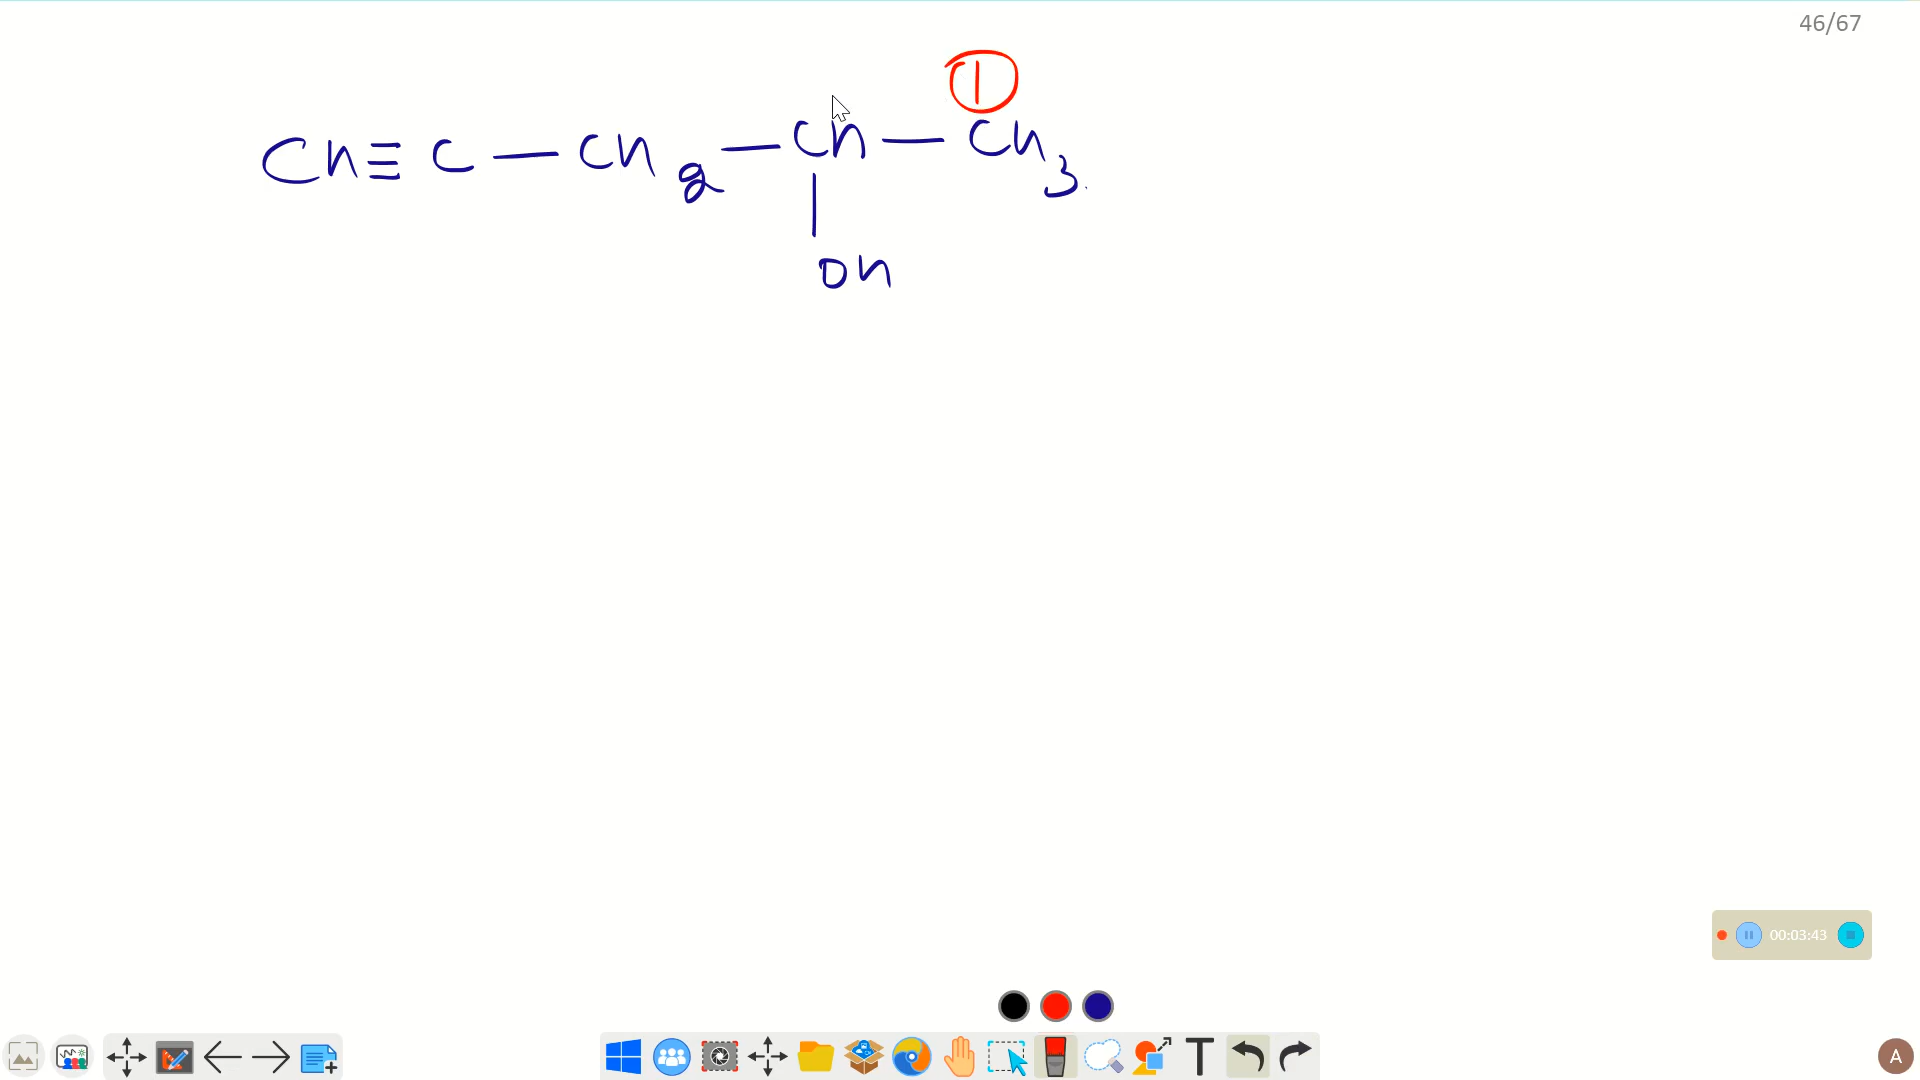 46/67
①
CH≡C—CH₂—CH—CH₃
|
OH
00:03:43
T
A